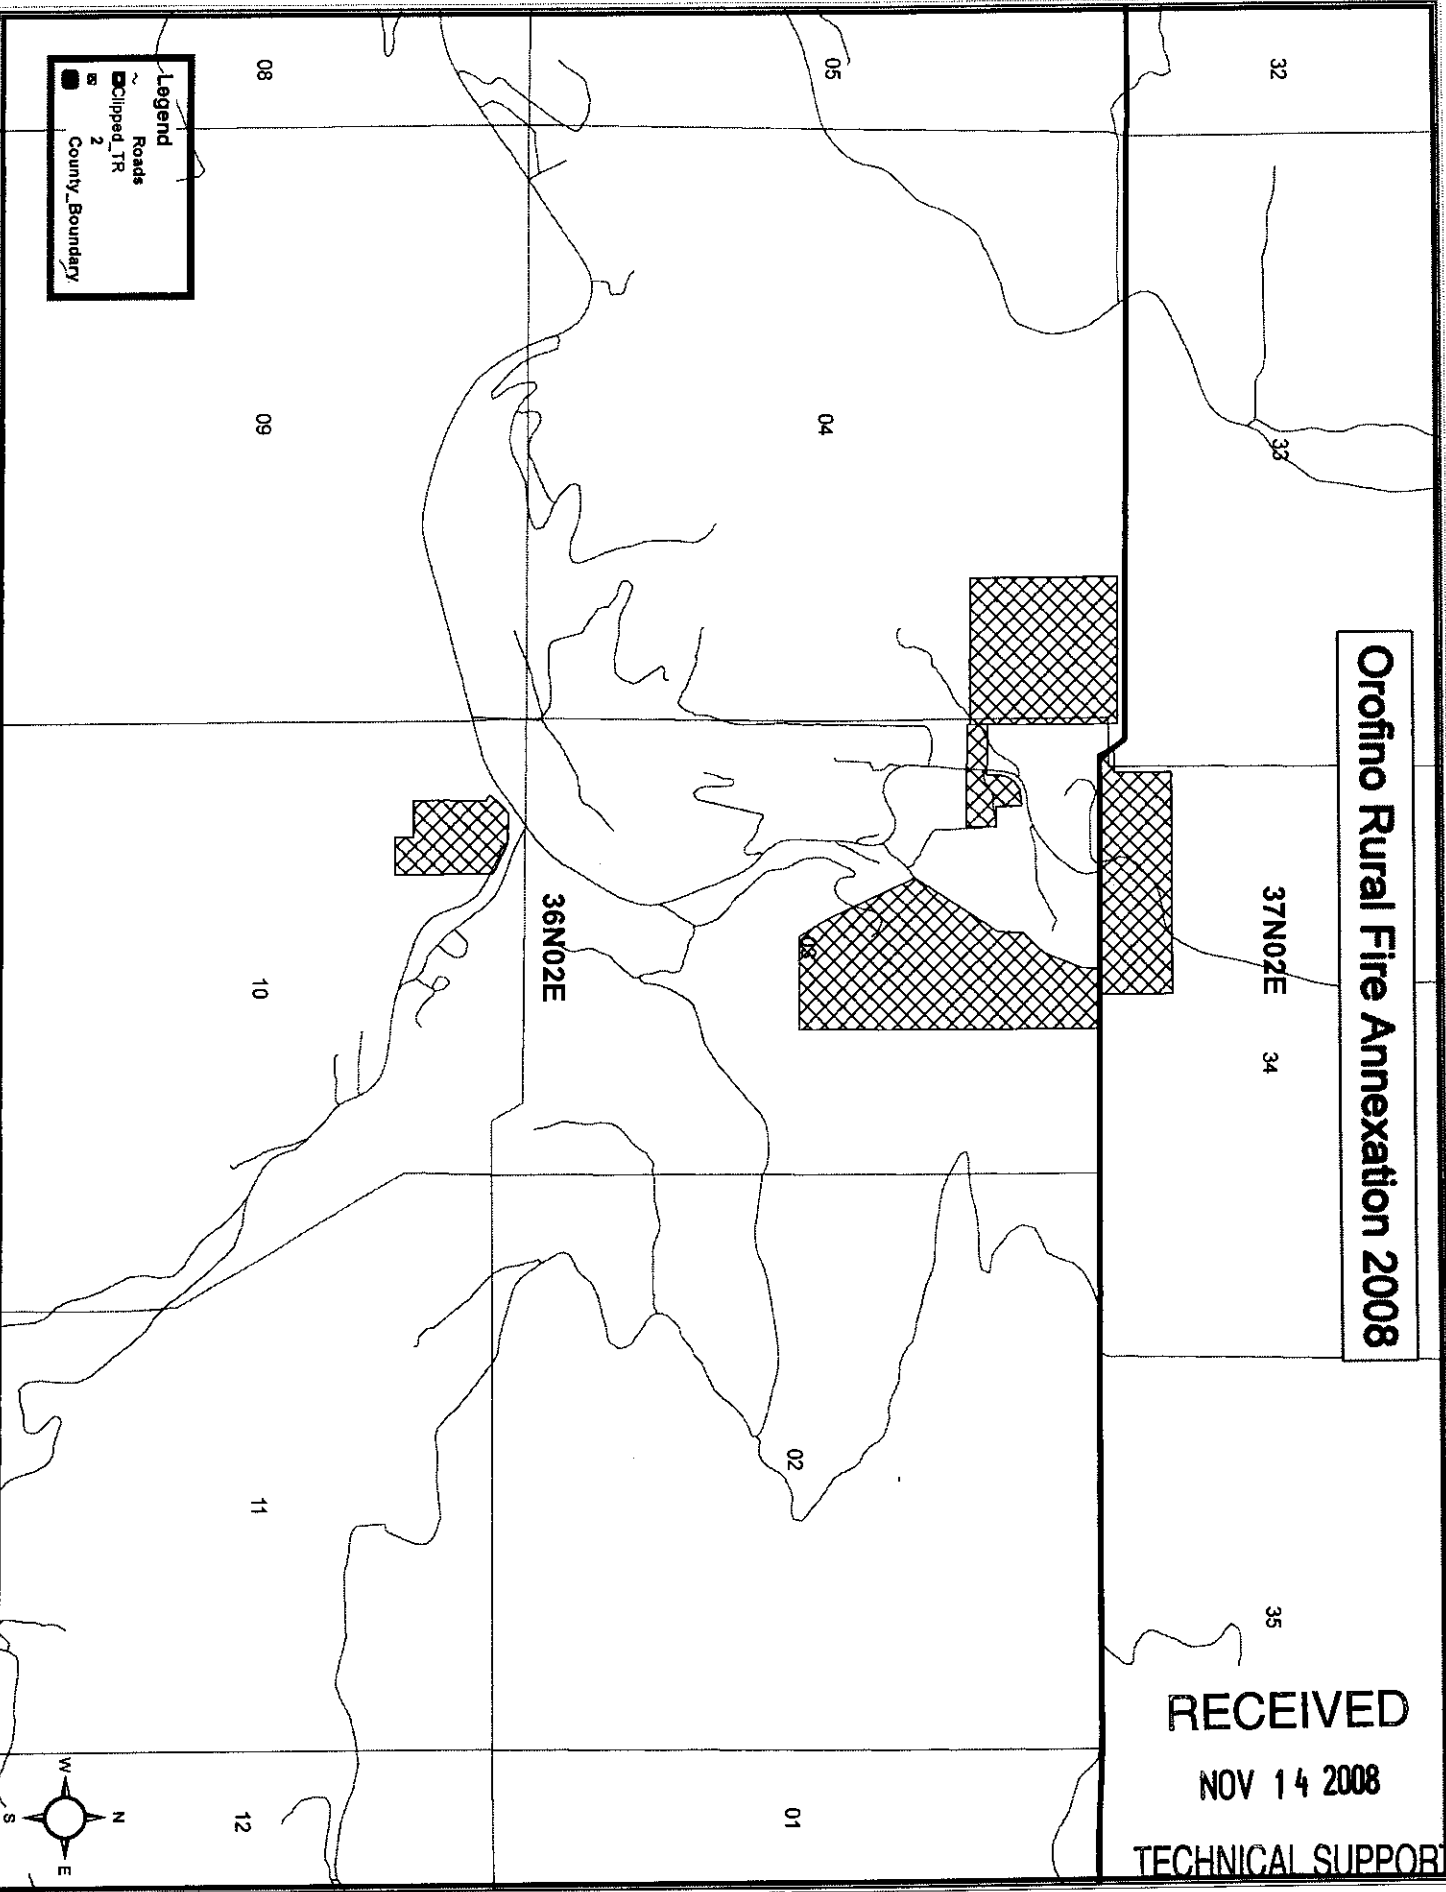 Orofino Rural Fire Annexation 2008
RECEIVED
NOV 14 2008
TECHNICAL SUPPORT
32
33
37N02E
34
35
05
04
03
02
01
36N02E
08
09
10
11
12
Legend
Roads
Clipped_TR
2
County_Boundary
N
W
E
S